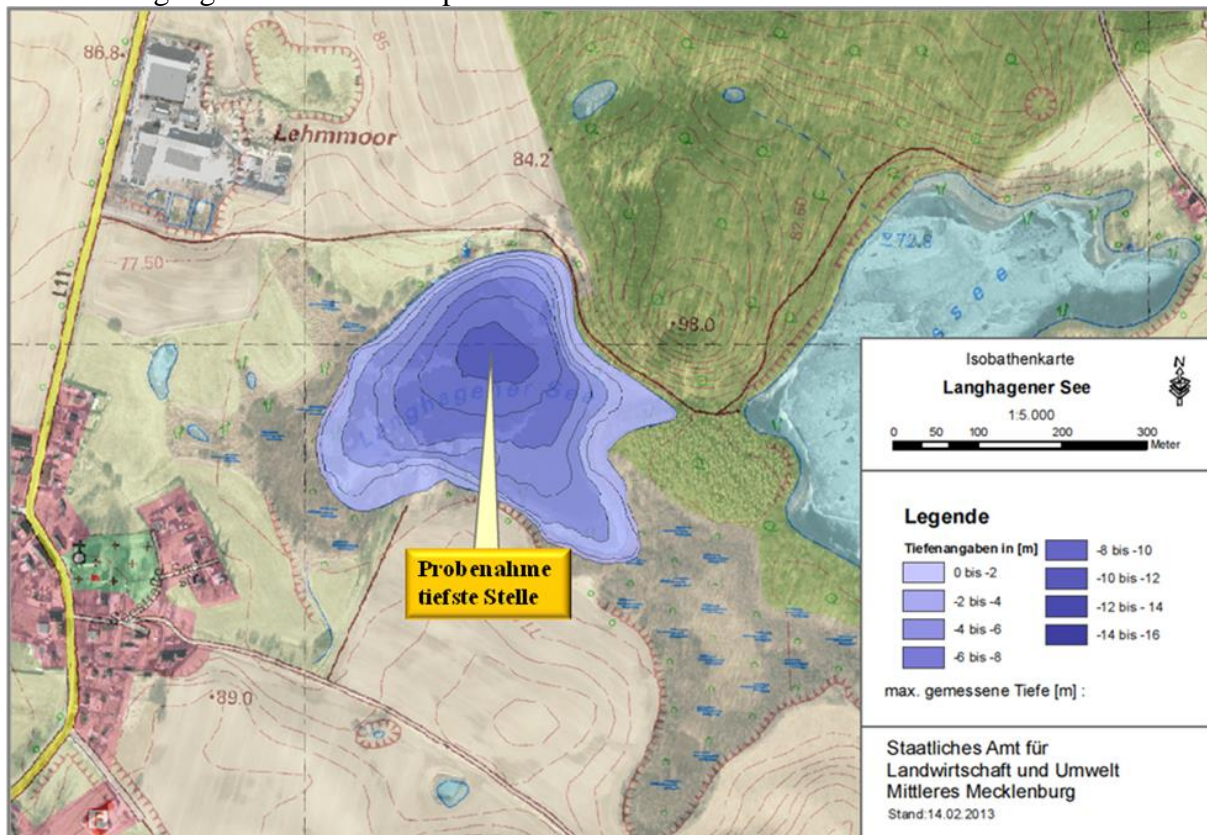 86.8
85
Lehmmoor
84.2
82.50
72.8
L11
77.50
98.0
Langhagener See
Probenahme
tiefste Stelle
77
89.0
Isobathenkarte
Langhagener See
1:5.000
N
0 50 100 200 300
Meter
Legende
Tiefenangaben in [m]
0 bis -2
-2 bis -4
-4 bis -6
-6 bis -8
-8 bis -10
-10 bis -12
-12 bis - 14
-14 bis -16
max. gemessene Tiefe [m] :
Staatliches Amt für
Landwirtschaft und Umwelt
Mittleres Mecklenburg
Stand:14.02.2013